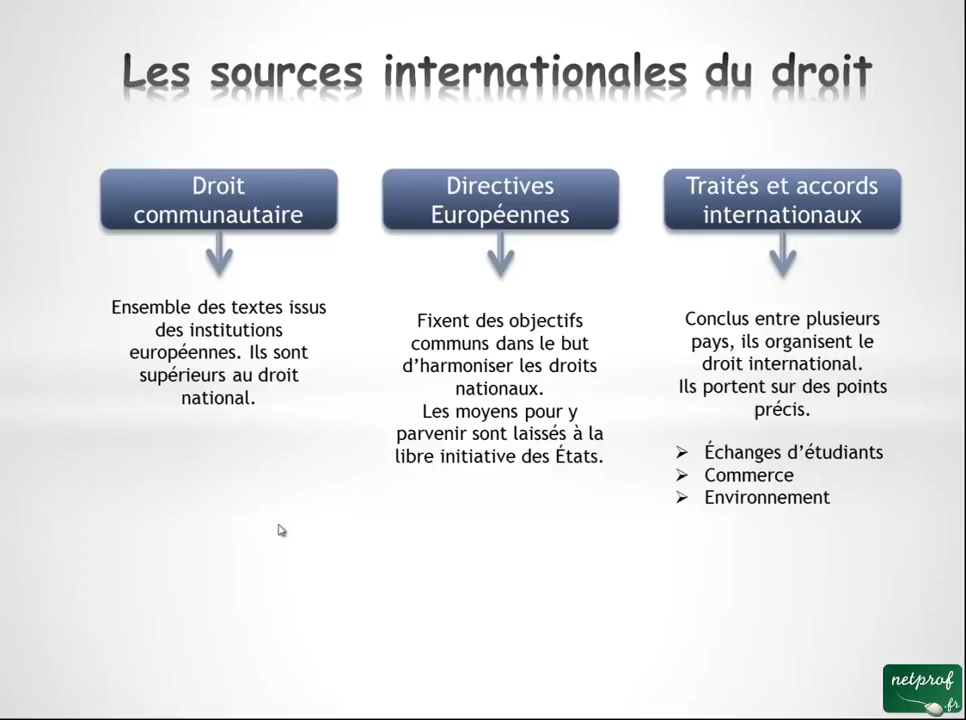 Les sources internationales du droit
Droit
communautaire
Ensemble des textes issus
des institutions
européennes. Ils sont
supérieurs au droit
national.
Directives
Européennes
Fixent des objectifs
communs dans le but
d'harmoniser les droits
nationaux.
Les moyens pour y
parvenir sont laissés à la
libre initiative des États.
Traités et accords
internationaux
Conclus entre plusieurs
pays, ils organisent le
droit international.
Ils portent sur des points
précis.
Échanges d'étudiants
Commerce
Environnement
netprof
.fr